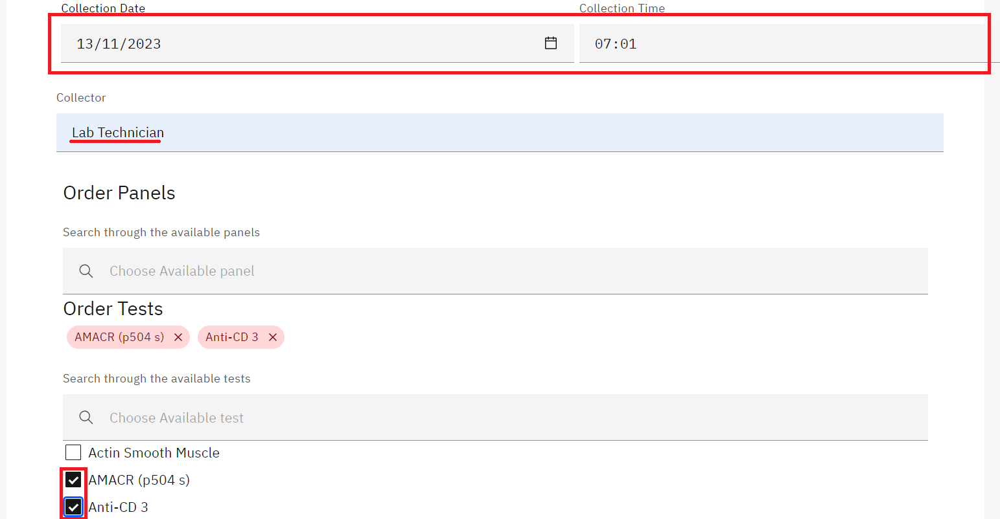 Collection Date Collection Time
13/11/2023 07:01
Collector
Lab Technician
Order Panels
Search through the available panels
Choose Available panel
Order Tests
AMACR (p504 s) Anti-CD 3
Search through the available tests
Choose Available test
Actin Smooth Muscle
AMACR (p504 s)
Anti-CD 3